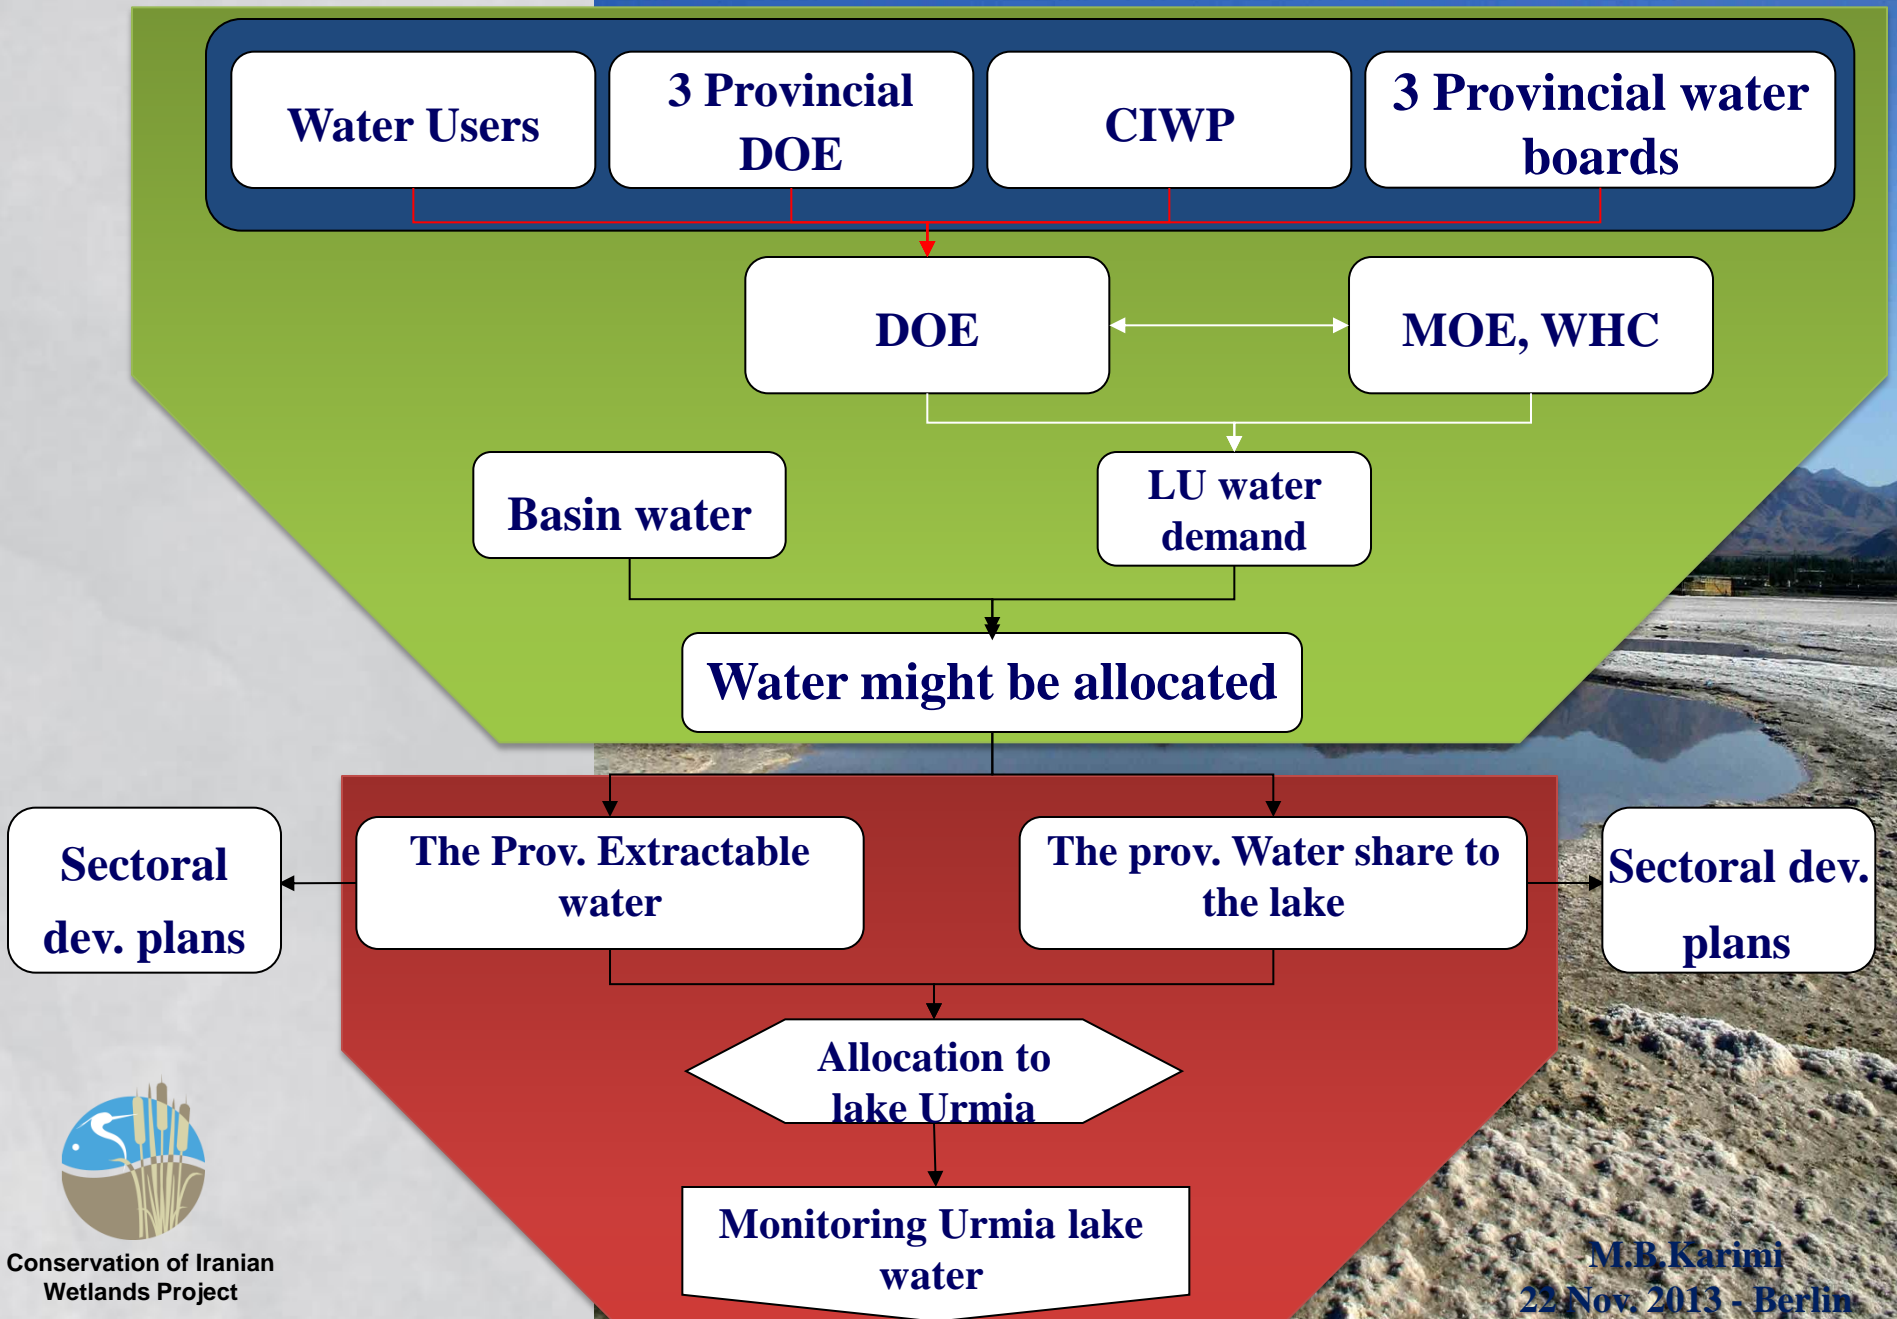 Water Users
3 Provincial
DOE
CIWP
3 Provincial water
boards
DOE
MOE, WHC
Basin water
LU water
demand
Water might be allocated
Sectoral
dev. plans
The Prov. Extractable
water
The prov. Water share to
the lake
Sectoral dev.
plans
Allocation to
lake Urmia
Monitoring Urmia lake
water
Conservation of Iranian
Wetlands Project
M.B.Karimi
22 Nov. 2013 - Berlin